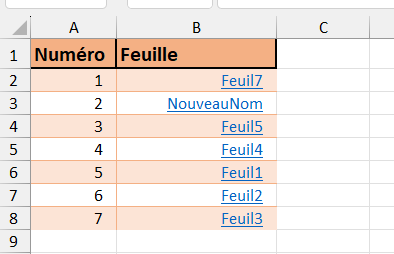 A B C
1 Numéro Feuille
2 1 Feuil7
3 2 NouveauNom
4 3 Feuil5
5 4 Feuil4
6 5 Feuil1
7 6 Feuil2
8 7 Feuil3
9